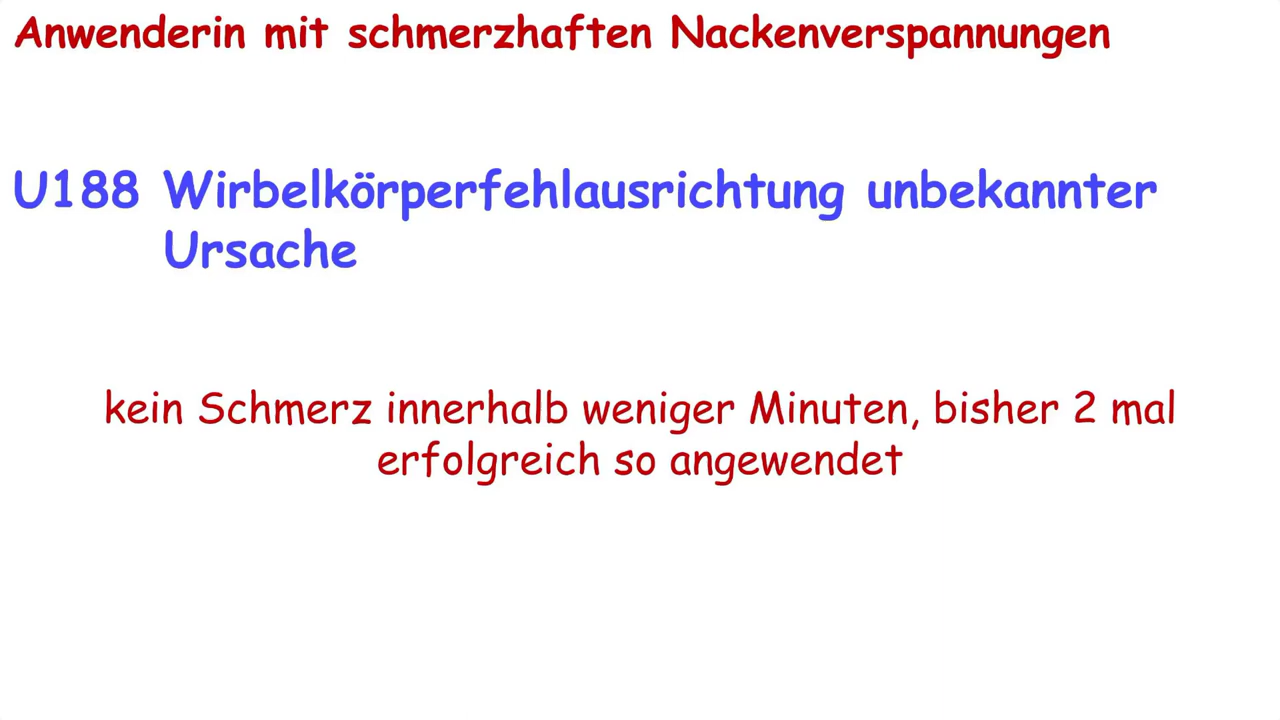 Anwenderin mit schmerzhaften Nackenverspannungen
U188 Wirbelkörperfehlausrichtung unbekannter
Ursache
kein Schmerz innerhalb weniger Minuten, bisher 2 mal
erfolgreich so angewendet